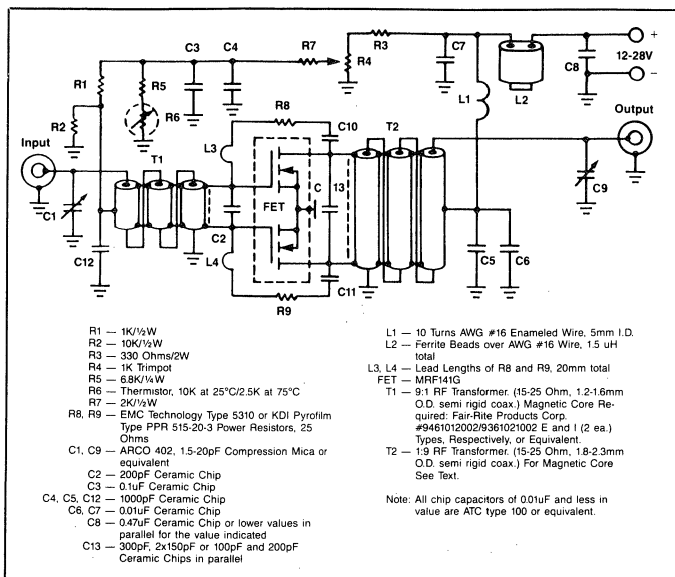 C3
C4
R7
R3
C7
+
12-28V
−
R1
R5
R4
C8
R6
R8
L1
L2
R2
C10
T2
Output
Input
T1
L3
C
13
FET
C1
C2
C9
C12
L4
C5
C6
C11
R9
R1 — 1K/½W
R2 — 10K/½W
R3 — 330 Ohms/2W
R4 — 1K Trimpot
R5 — 6.8K/¼W
R6 — Thermistor, 10K at 25°C/2.5K at 75°C
R7 — 2K/½W
R8, R9 — EMC Technology Type 5310 or KDI Pyrofilm
Type PPR 515-20-3 Power Resistors, 25
Ohms
C1, C9 — ARCO 402, 1.5-20pF Compression Mica or
equivalent
C2 — 200pF Ceramic Chip
C3 — 0.1uF Ceramic Chip
C4, C5, C12 — 1000pF Ceramic Chip
C6, C7 — 0.01uF Ceramic Chip
C8 — 0.47uF Ceramic Chip or lower values in
parallel for the value indicated
C13 — 300pF, 2x150pF or 100pF and 200pF
Ceramic Chips in parallel
L1 — 10 Turns AWG #16 Enameled Wire, 5mm I.D.
L2 — Ferrite Beads over AWG #16 Wire, 1.5 uH
total
L3, L4 — Lead Lengths of R8 and R9, 20mm total
FET — MRF141G
T1 — 9:1 RF Transformer. (15-25 Ohm, 1.2-1.6mm
O.D. semi rigid coax.) Magnetic Core Re-
quired: Fair-Rite Products Corp.
#9461012002/9361021002 E and I (2 ea.)
Types, Respectively, or Equivalent.
T2 — 1:9 RF Transformer. (15-25 Ohm, 1.8-2.3mm
O.D. semi rigid coax.) For Magnetic Core
See Text.
Note: All chip capacitors of 0.01uF and less in
value are ATC type 100 or equivalent.